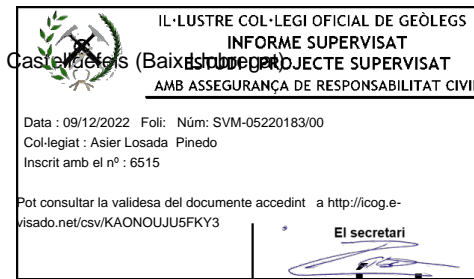 IL·LUSTRE COL·LEGI OFICIAL DE GEÒLEGS
INFORME SUPERVISAT
Castelldefels (Baix Llobregat)
ESTUDI I PROJECTE SUPERVISAT
AMB ASSEGURANÇA DE RESPONSABILITAT CIVI
Data : 09/12/2022 Foli: Núm: SVM-05220183/00
Col·legiat : Asier Losada Pinedo
Inscrit amb el nº : 6515
Pot consultar la validesa del documente accedint a http://icog.e-
visado.net/csv/KAONOUJU5FKY3
El secretari